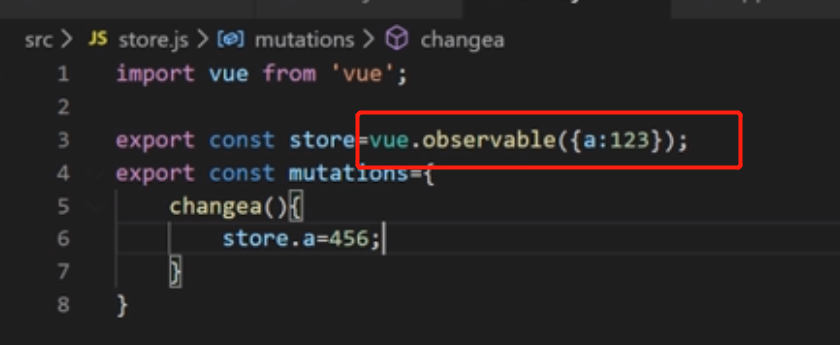 src > JS store.js > mutations > changea
1 import vue from 'vue';
2
3 export const store=vue.observable({a:123});
4 export const mutations={
5 changea(){
6 store.a=456;
7 }
8 }